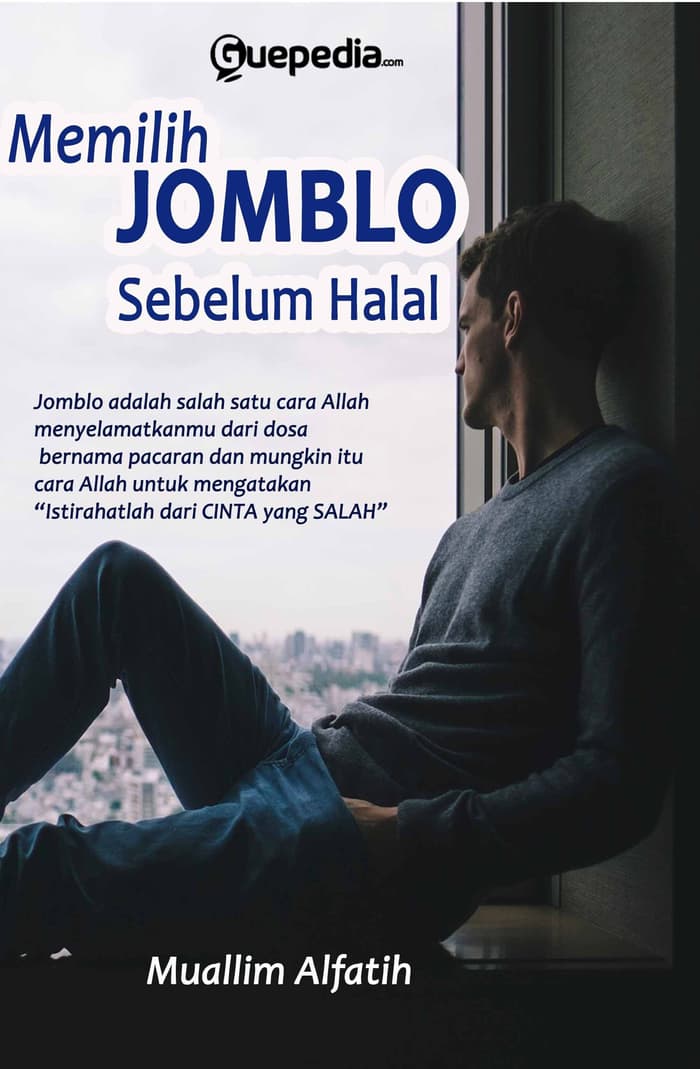 Guepedia.com
Memilih
JOMBLO
Sebelum Halal
Jomblo adalah salah satu cara Allah
menyelamatkanmu dari dosa
bernama pacaran dan mungkin itu
cara Allah untuk mengatakan
“Istirahatlah dari CINTA yang SALAH”
Muallim Alfatih